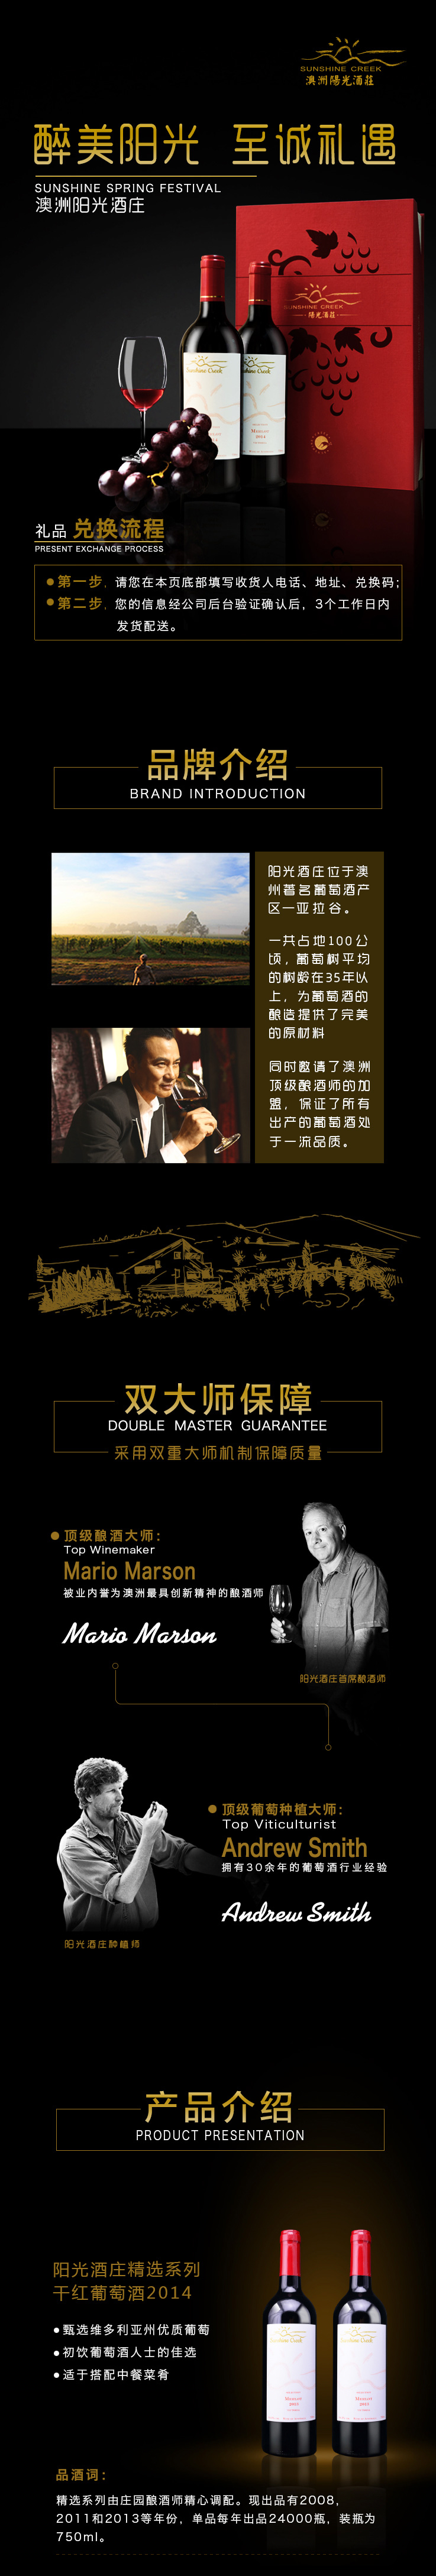 SUNSHINE CREEK
澳洲陽光酒莊
醉美阳光 至诚礼遇
SUNSHINE SPRING FESTIVAL
澳洲阳光酒庄
SUNSHINE CREEK
陽光酒莊
Sunshine Creek
Sunshine Creek
MERLOT
2014
礼品 兑换流程
PRESENT EXCHANGE PROCESS
●第一步,请您在本页底部填写收货人电话、地址、兑换码;
●第二步,您的信息经公司后台验证确认后,3个工作日内
发货配送。
品牌介绍
BRAND INTRODUCTION
阳光酒庄位于澳
州著名葡萄酒产
区—亚拉谷。
一共占地100公
顷,葡萄树平均
的树龄在35年以
上,为葡萄酒的
酿造提供了完美
的原材料
同时邀请了澳洲
顶级酿酒师的加
盟,保证了所有
出产的葡萄酒处
于一流品质。
双大师保障
DOUBLE MASTER GUARANTEE
采用双重大师机制保障质量
●顶级酿酒大师:
Top Winemaker
Mario Marson
被业内誉为澳洲最具创新精神的酿酒师
Mario Marson
阳光酒庄首席酿酒师
●顶级葡萄种植大师:
Top Viticulturist
Andrew Smith
拥有30余年的葡萄酒行业经验
Andrew Smith
阳光酒庄种植师
产品介绍
PRODUCT PRESENTATION
阳光酒庄精选系列
干红葡萄酒2014
●甄选维多利亚州优质葡萄
●初饮葡萄酒人士的佳选
●适于搭配中餐菜肴
Sunshine Creek
Sunshine Creek
品酒词:
精选系列由庄园酿酒师精心调配。现出品有2008,
2011和2013等年份,单品每年出品24000瓶,装瓶为
750ml。